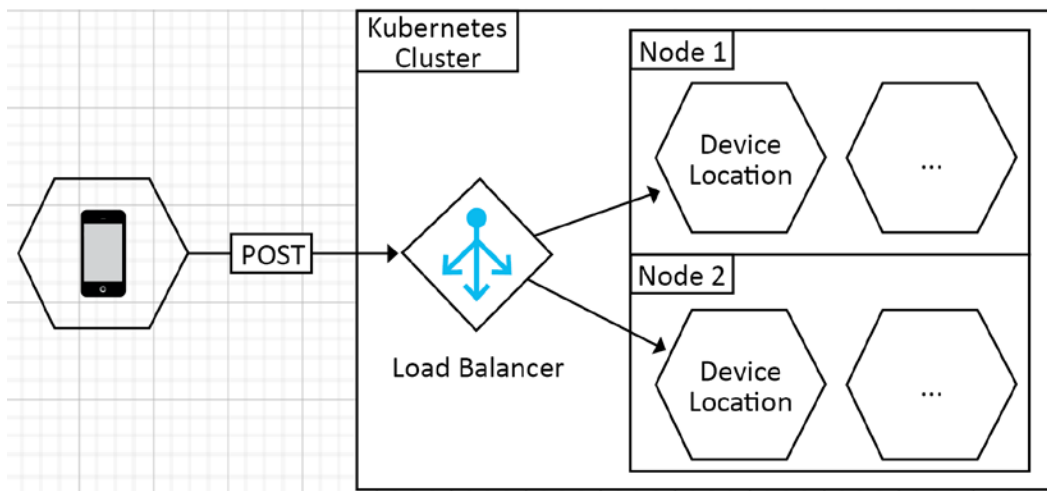 Kubernetes
Cluster
Node 1
Device
Location
...
POST
Load Balancer
Node 2
Device
Location
...